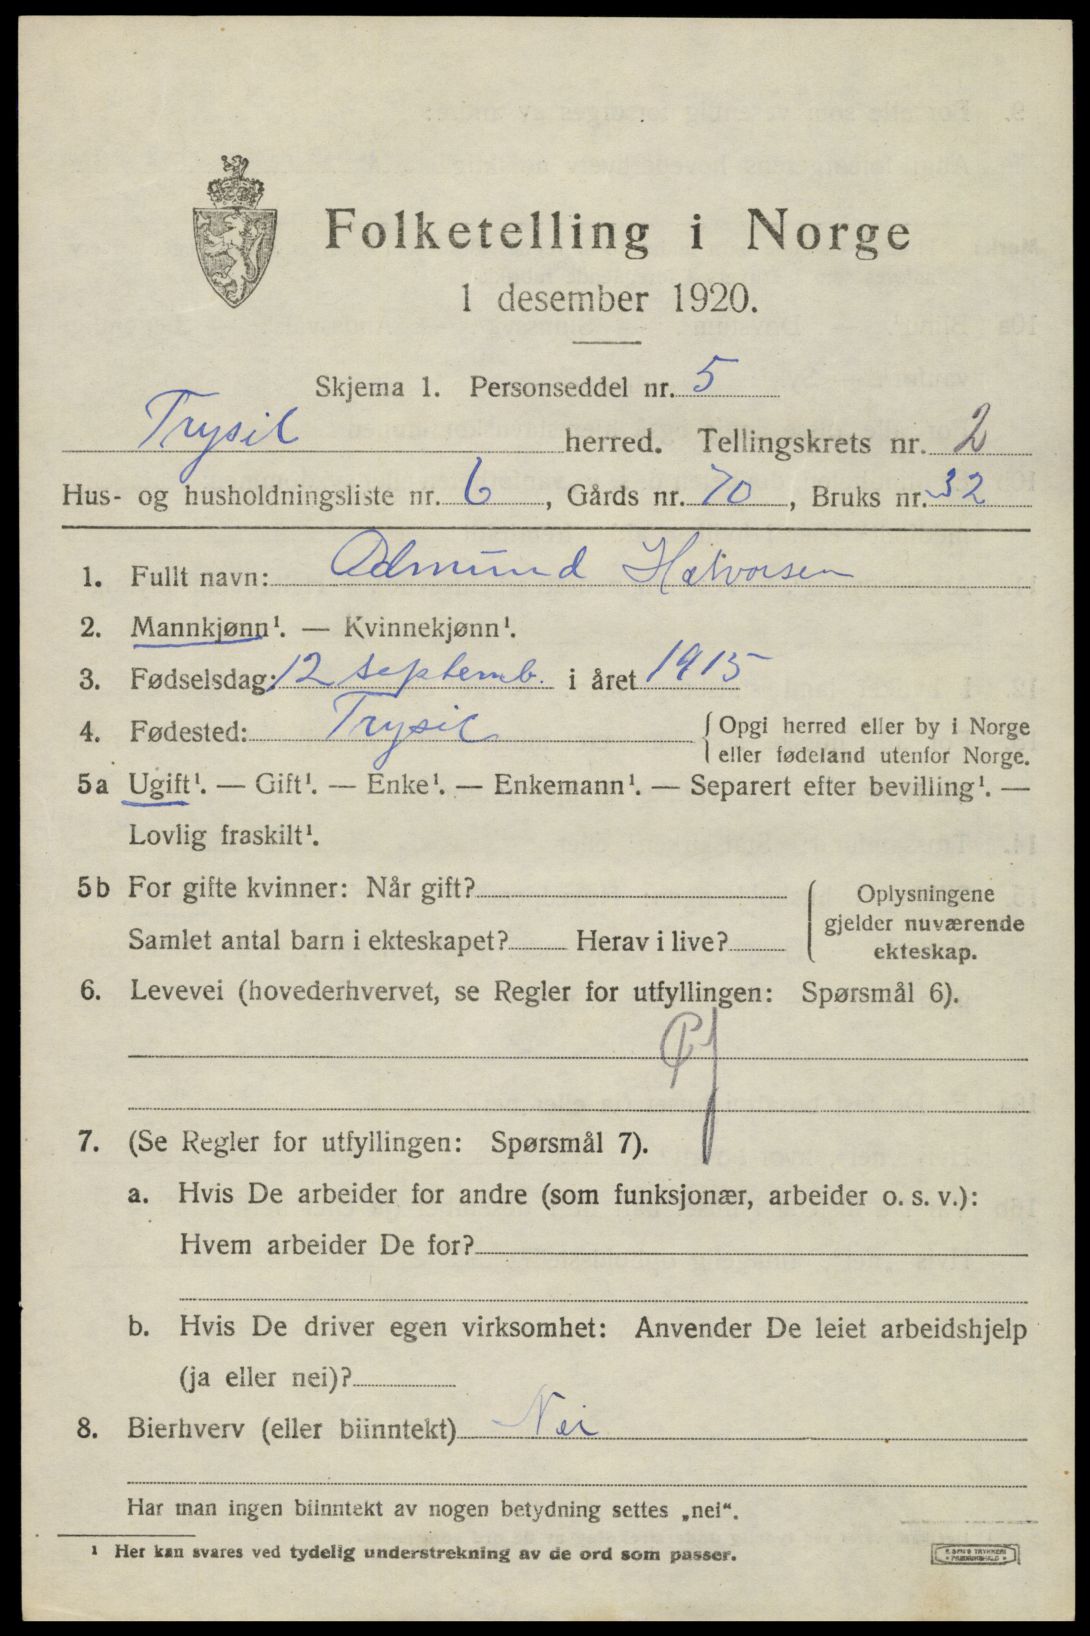 Folketelling i Norge
1 desember 1920.
Skjema 1. Personseddel nr. 5
Trysil herred. Tellingskrets nr. 2
Hus- og husholdningsliste nr. 6, Gårds nr. 70, Bruks nr. 32
1. Fullt navn: Odmund Halvorsen
2. Mannkjønn¹. — Kvinnekjønn¹.
3. Fødselsdag: 12 septemb. i året 1915
4. Fødested: Trysil {Opgi herred eller by i Norge
eller fødeland utenfor Norge.
5a Ugift¹. — Gift¹. — Enke¹. — Enkemann¹. — Separert efter bevilling¹. —
Lovlig fraskilt¹.
5b For gifte kvinner: Når gift?
Samlet antal barn i ekteskapet? Herav i live?
Oplysningene
gjelder nuværende
ekteskap.
6. Levevei (hovederhvervet, se Regler for utfyllingen: Spørsmål 6).
7. (Se Regler for utfyllingen: Spørsmål 7).
a. Hvis De arbeider for andre (som funksjonær, arbeider o. s. v.):
Hvem arbeider De for?
b. Hvis De driver egen virksomhet: Anvender De leiet arbeidshjelp
(ja eller nei)?
8. Bierhverv (eller biinntekt) Nei
Har man ingen biinntekt av nogen betydning settes „nei“.
¹ Her kan svares ved tydelig understrekning av de ord som passer.